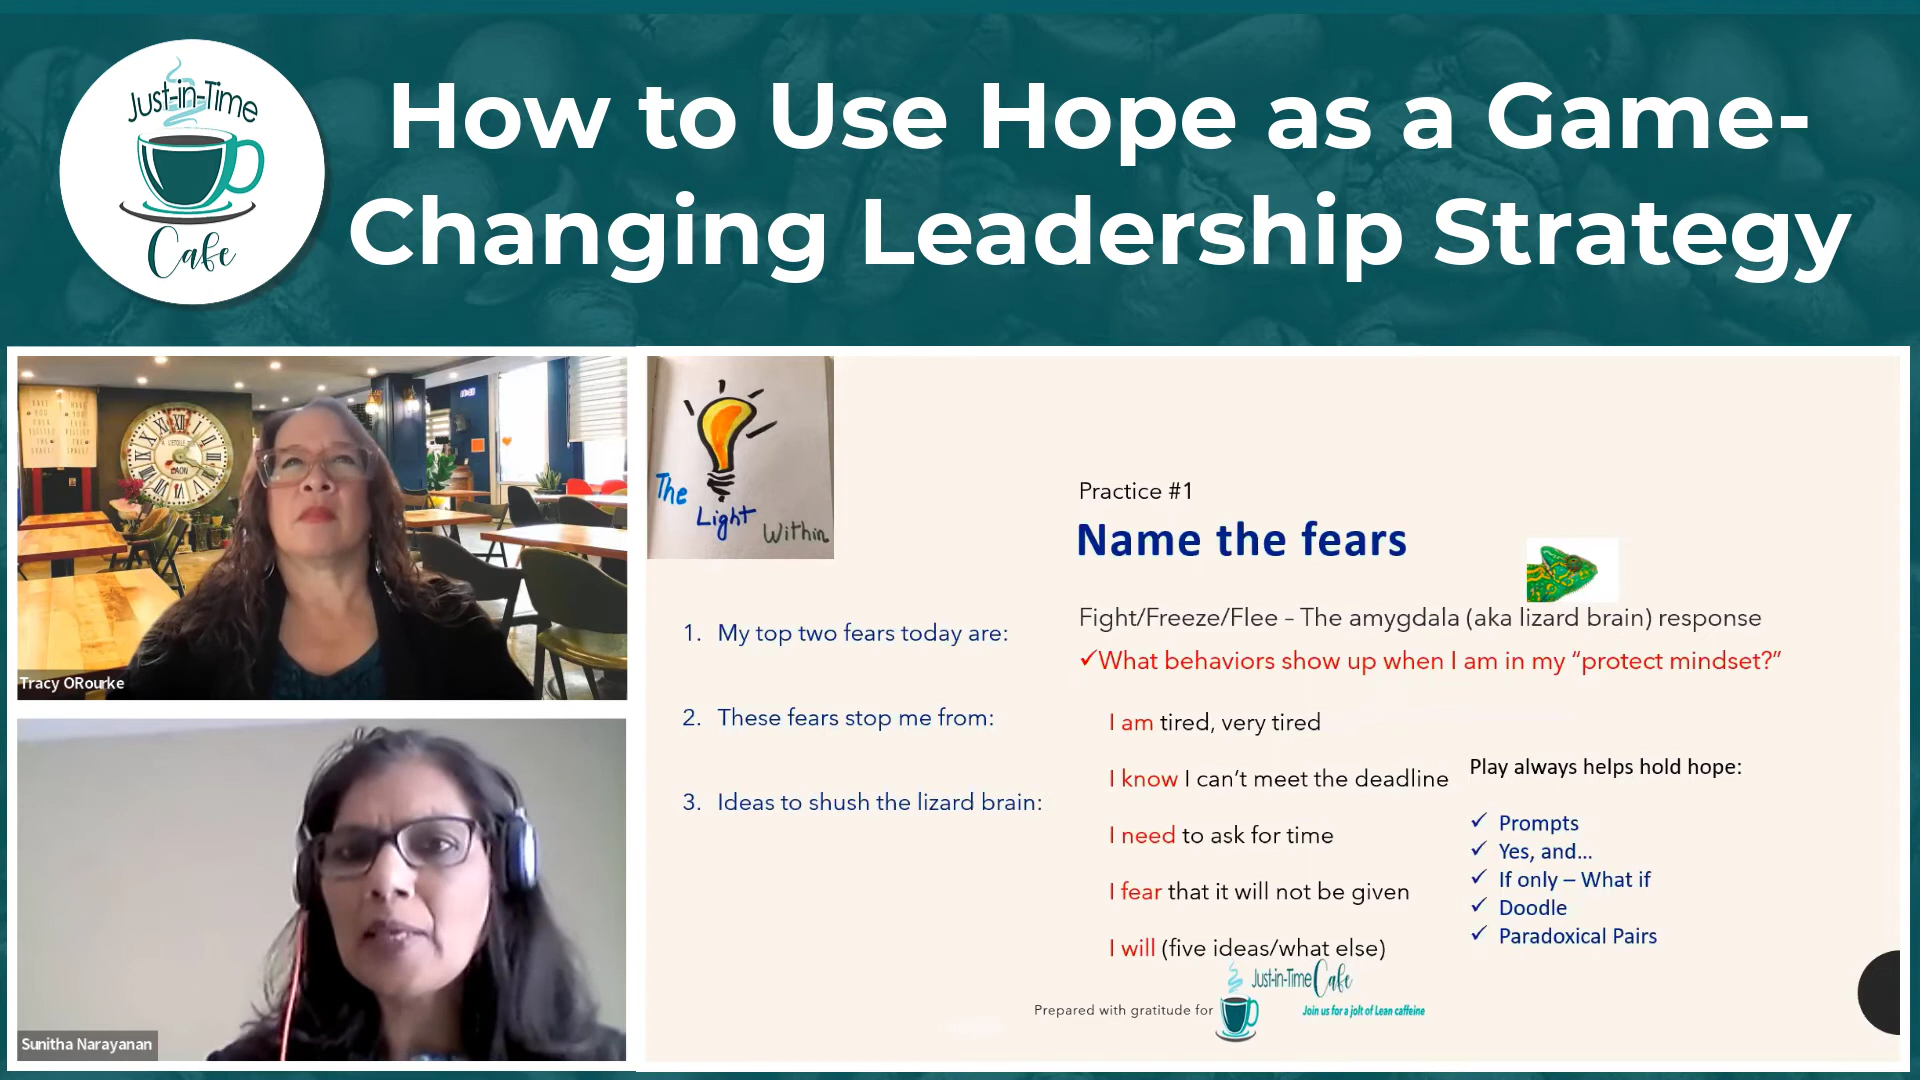 Just-in-Time
Cafe
How to Use Hope as a Game-
Changing Leadership Strategy
Tracy ORourke
Sunitha Narayanan
The
Light
Within
1. My top two fears today are:
2. These fears stop me from:
3. Ideas to shush the lizard brain:
Practice #1
Name the fears
Fight/Freeze/Flee – The amygdala (aka lizard brain) response
✓What behaviors show up when I am in my “protect mindset?”
I am tired, very tired
I know I can’t meet the deadline
I need to ask for time
I fear that it will not be given
I will (five ideas/what else)
Play always helps hold hope:
✓ Prompts
✓ Yes, and...
✓ If only – What if
✓ Doodle
✓ Paradoxical Pairs
Prepared with gratitude for
Just-in-Time Cafe
Join us for a jolt of Lean caffeine